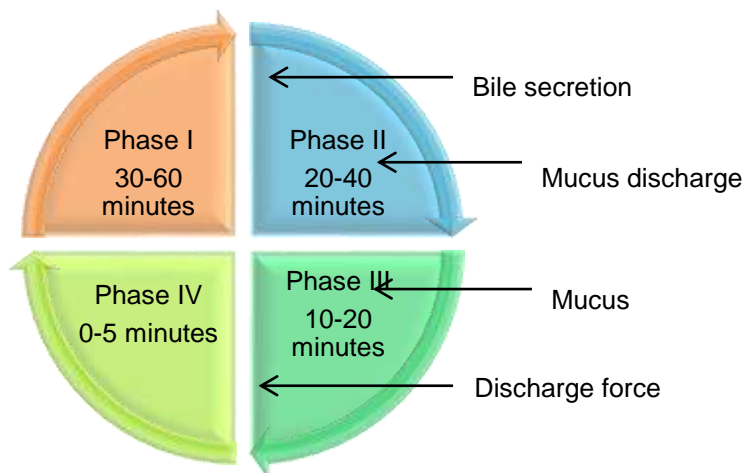 Phase I
30-60
minutes
Phase II
20-40
minutes
Bile secretion
Mucus discharge
Phase IV
0-5 minutes
Phase III
10-20
minutes
Mucus
Discharge force